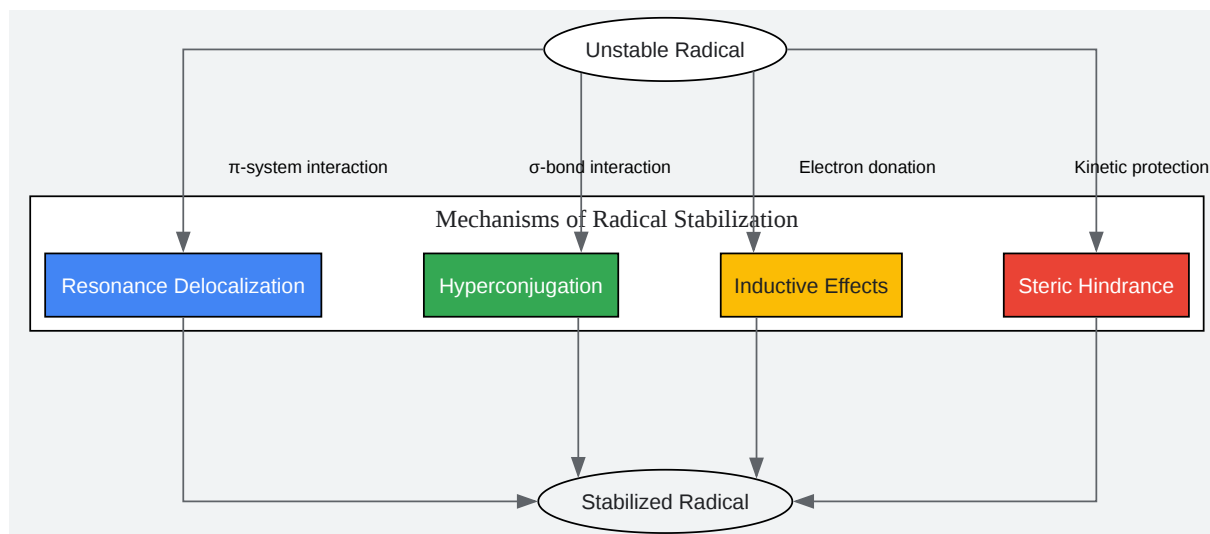 Unstable Radical
π-system interaction
σ-bond interaction
Electron donation
Kinetic protection
Mechanisms of Radical Stabilization
Resonance Delocalization
Hyperconjugation
Inductive Effects
Steric Hindrance
Stabilized Radical